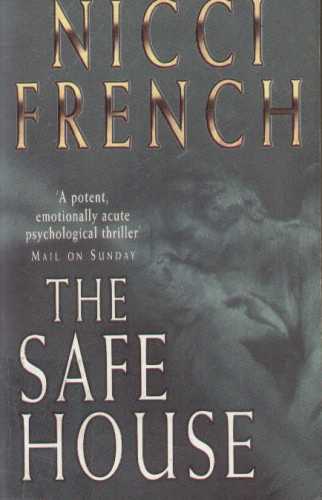 NICCI
FRENCH
'A potent,
emotionally acute
psychological thriller'
MAIL ON SUNDAY
THE
SAFE
HOUSE